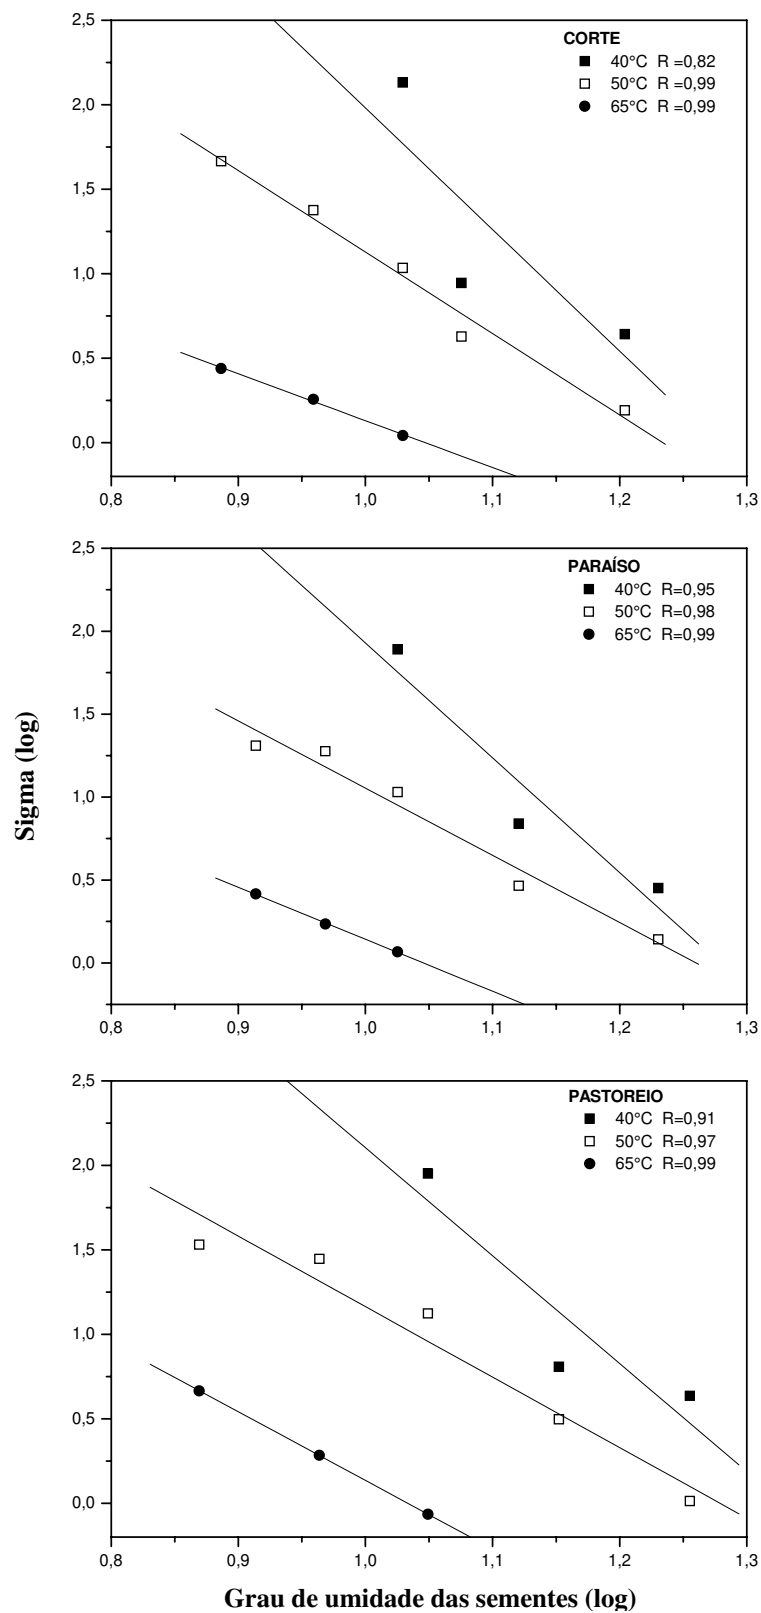 CORTE
40°C R =0,82
50°C R =0,99
65°C R =0,99
2,5
2,0
1,5
1,0
0,5
0,0
0,8 0,9 1,0 1,1 1,2 1,3
PARAÍSO
40°C R=0,95
50°C R=0,98
65°C R=0,99
2,5
2,0
1,5
1,0
0,5
0,0
0,8 0,9 1,0 1,1 1,2 1,3
Sigma (log)
PASTOREIO
40°C R=0,91
50°C R=0,97
65°C R=0,99
2,5
2,0
1,5
1,0
0,5
0,0
0,8 0,9 1,0 1,1 1,2 1,3
Grau de umidade das sementes (log)